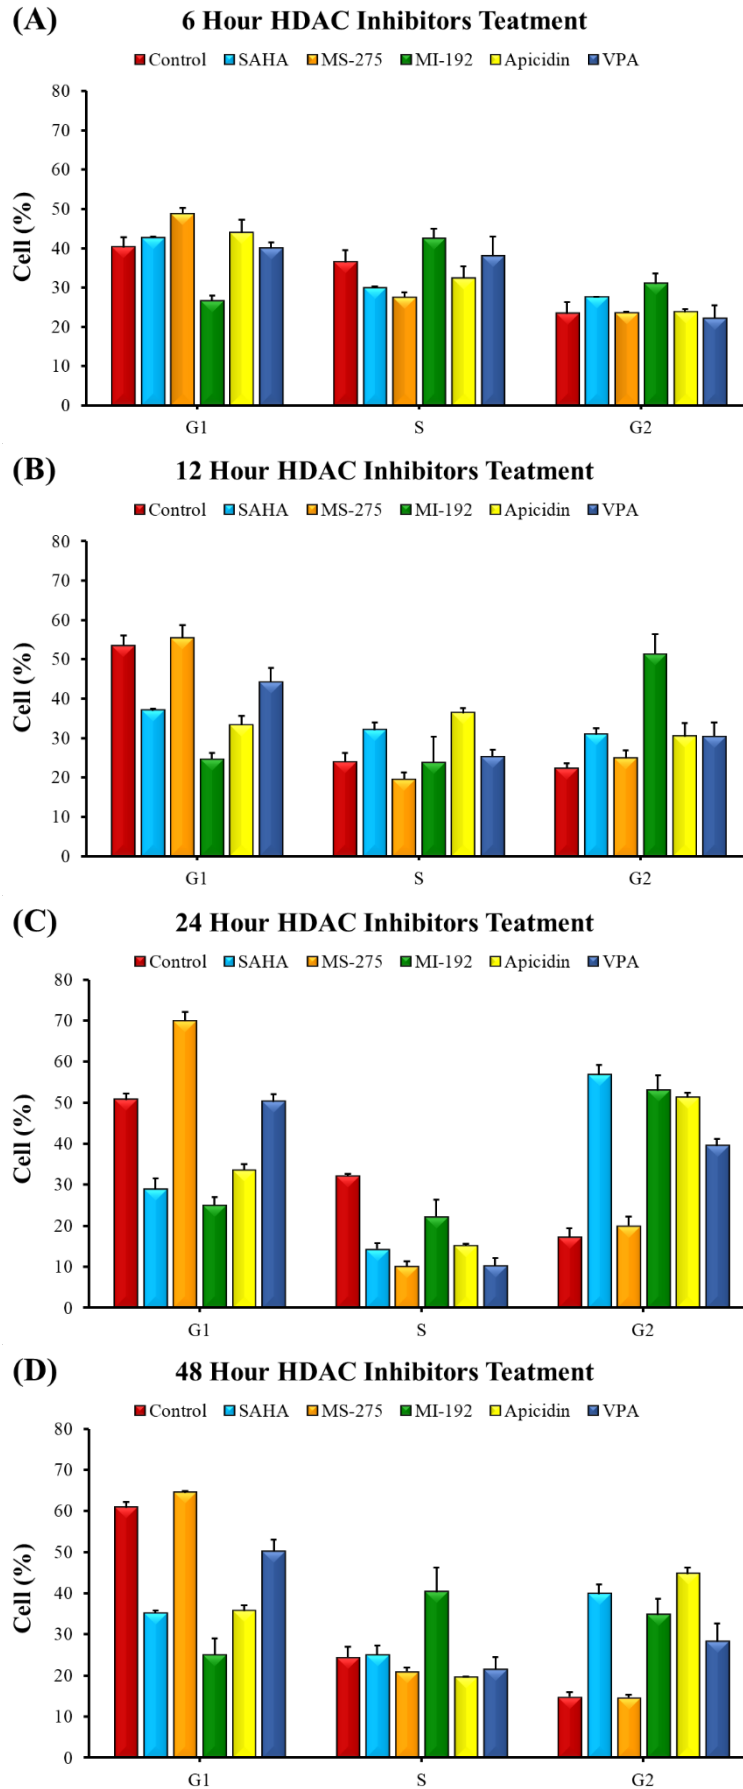 (A) 6 Hour HDAC Inhibitors Teatment
Control SAHA MS-275 MI-192 Apicidin VPA
80
70
60
50
40
30
20
10
0
Cell (%)
G1 S G2
(B) 12 Hour HDAC Inhibitors Teatment
Control SAHA MS-275 MI-192 Apicidin VPA
80
70
60
50
40
30
20
10
0
Cell (%)
G1 S G2
(C) 24 Hour HDAC Inhibitors Teatment
Control SAHA MS-275 MI-192 Apicidin VPA
80
70
60
50
40
30
20
10
0
Cell (%)
G1 S G2
(D) 48 Hour HDAC Inhibitors Teatment
Control SAHA MS-275 MI-192 Apicidin VPA
80
70
60
50
40
30
20
10
0
Cell (%)
G1 S G2